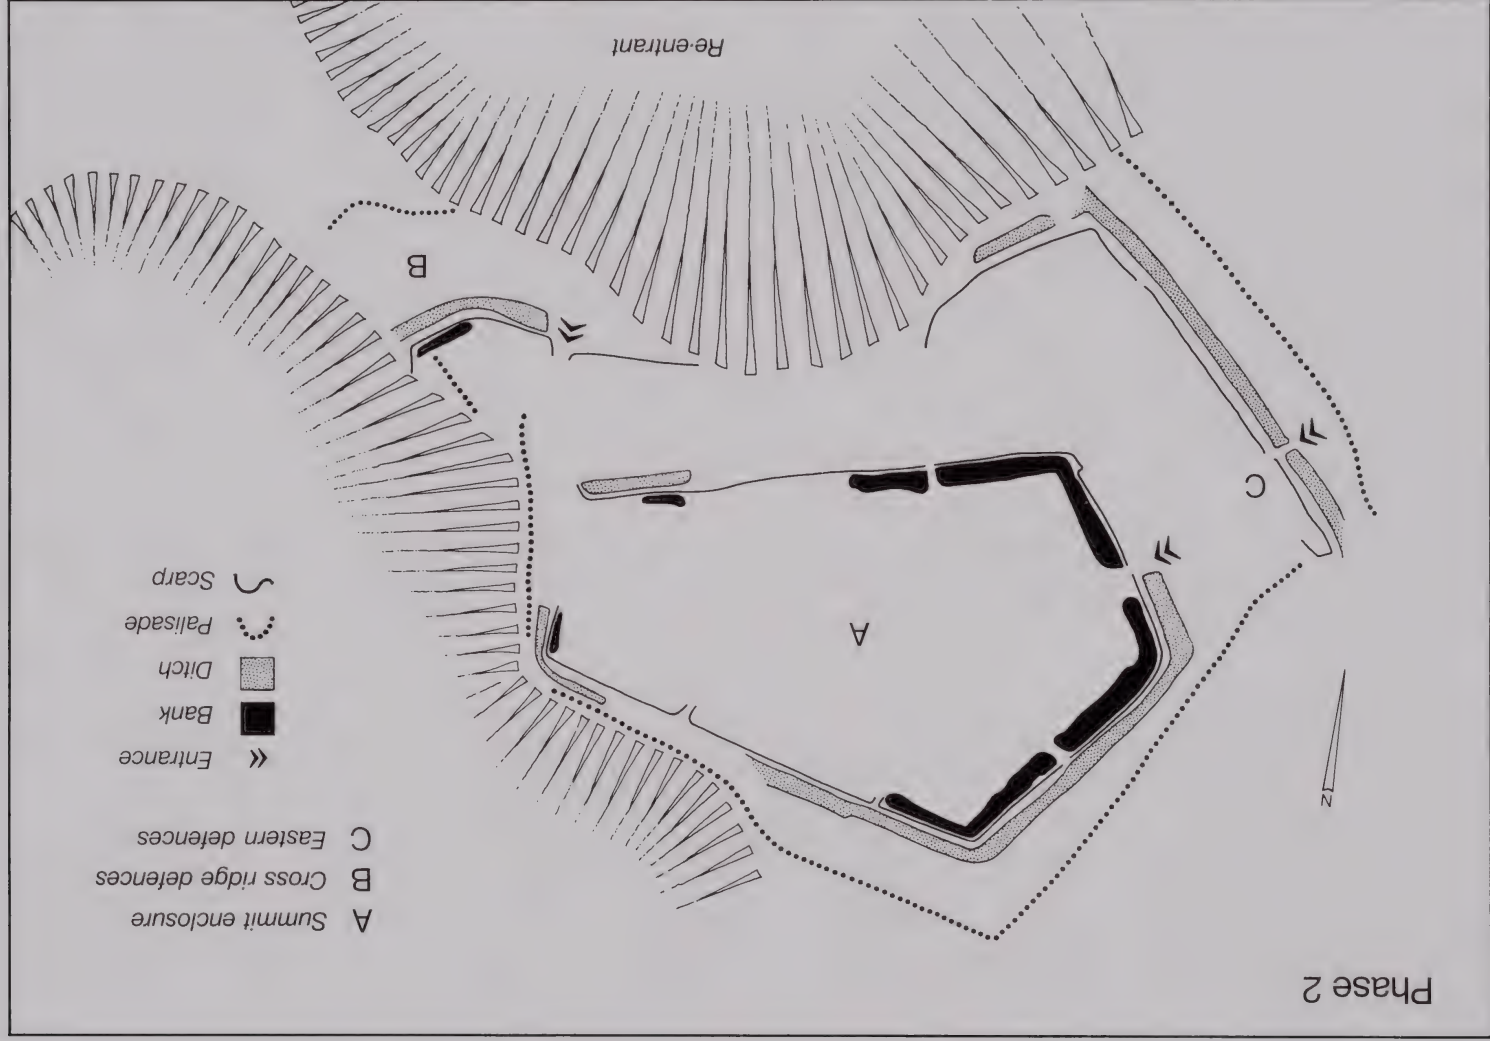 Phase 2
A Summit enclosure
B Cross ridge defences
C Eastern defences
Entrance
Bank
Ditch
Palisade
Scarp
N
A
C
B
Re-entrant